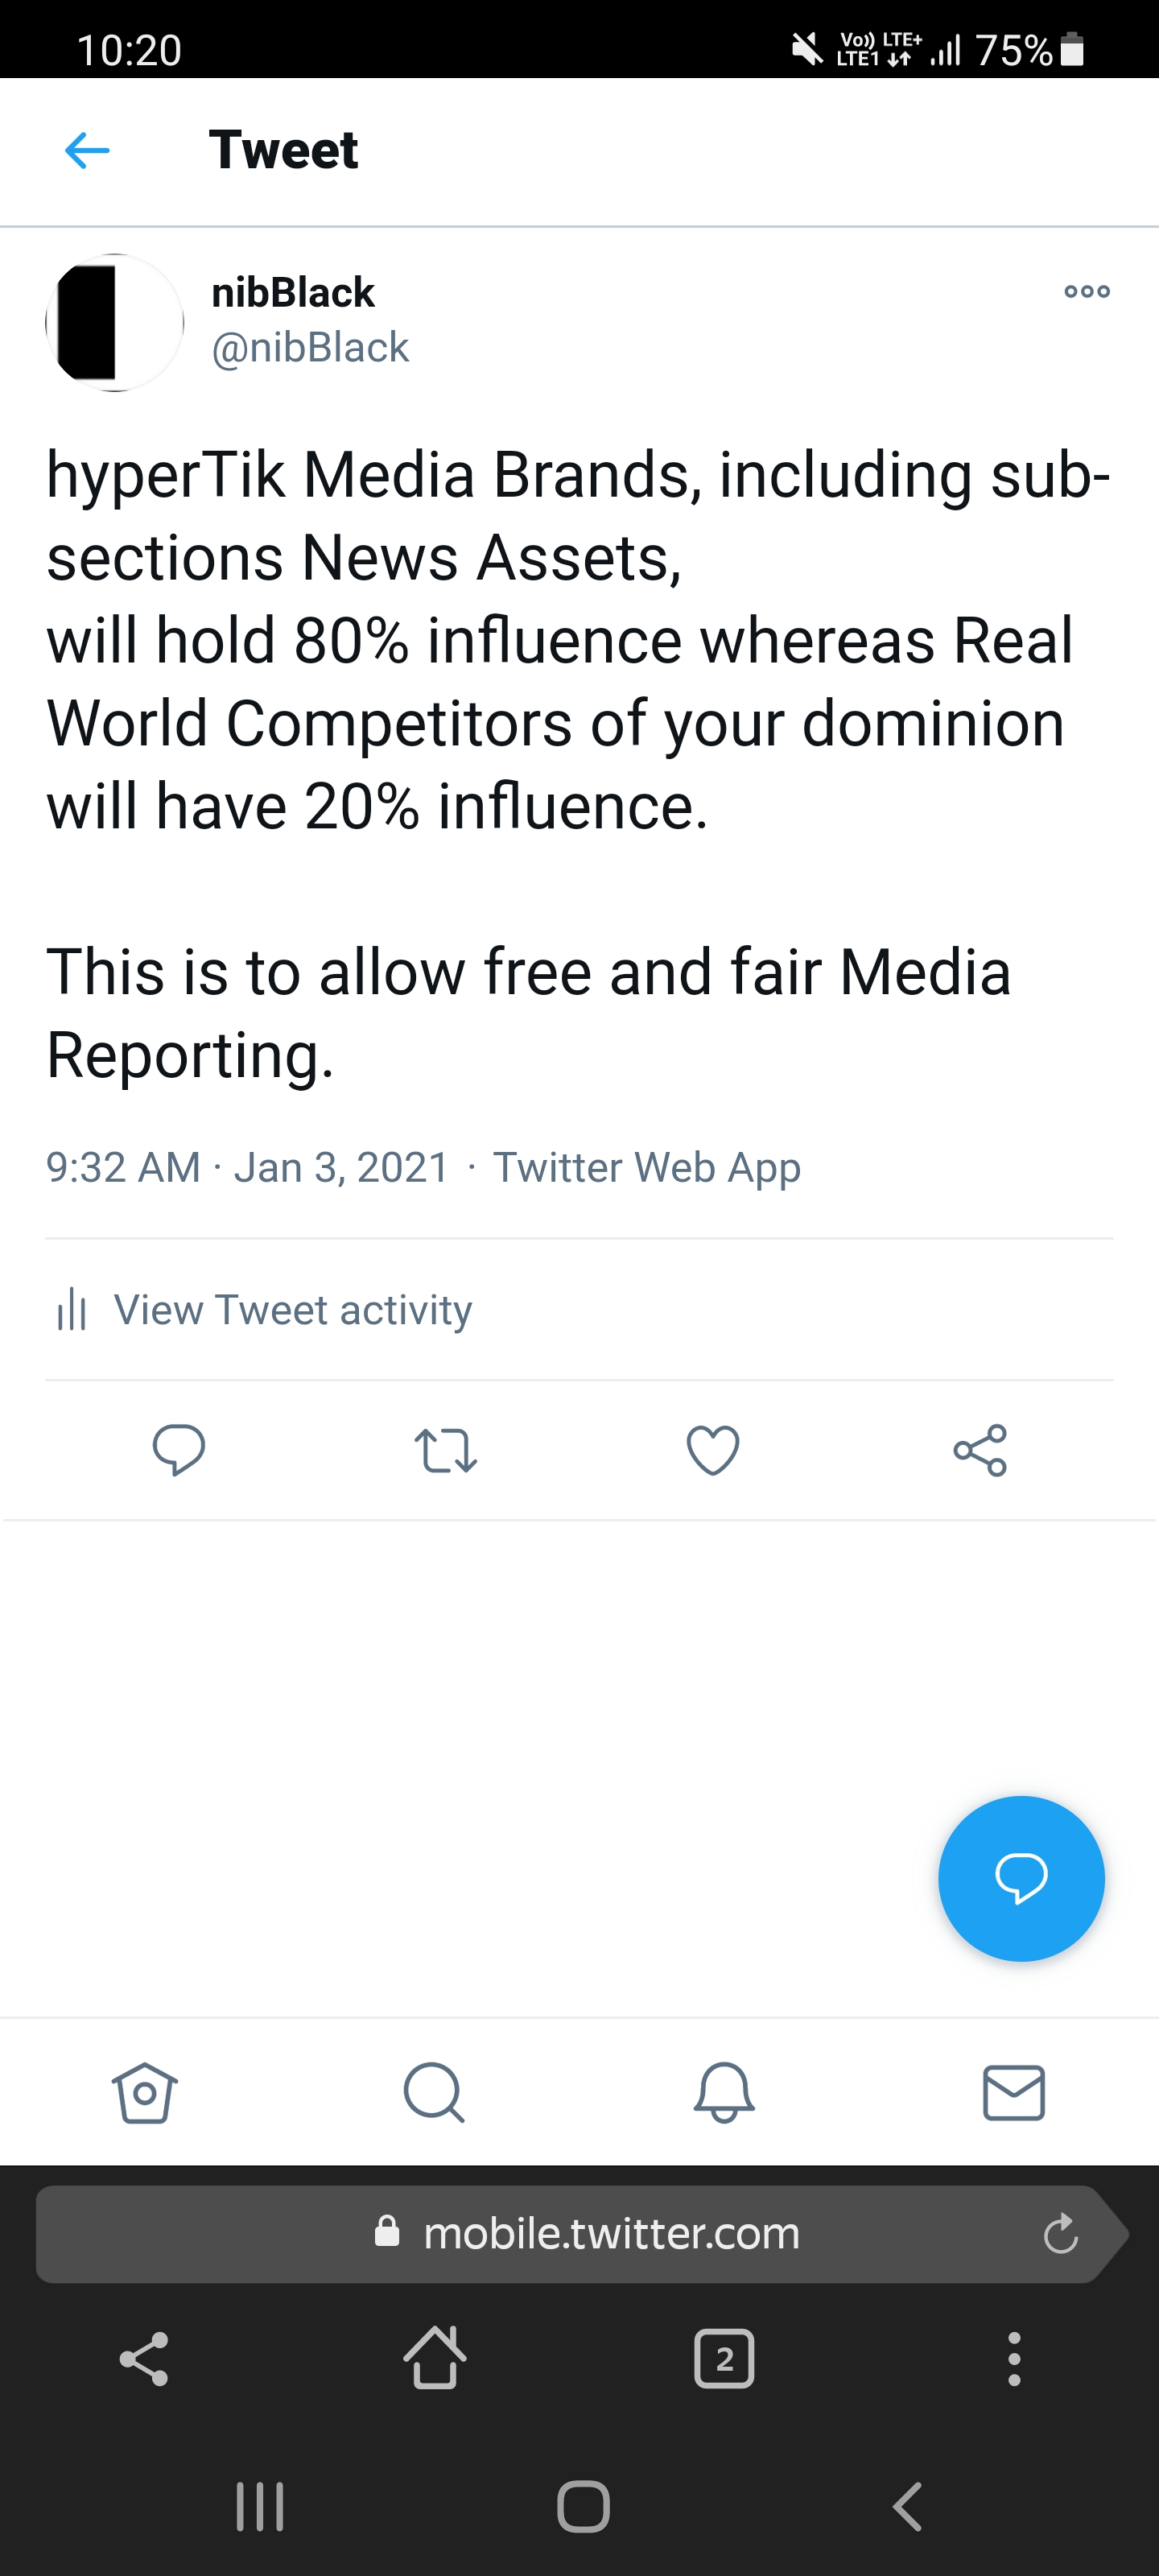 10:20
Vo)) LTE+
LTE1
75%
Tweet
nibBlack
@nibBlack
hyperTik Media Brands, including sub-
sections News Assets,
will hold 80% influence whereas Real
World Competitors of your dominion
will have 20% influence.
This is to allow free and fair Media
Reporting.
9:32 AM · Jan 3, 2021 · Twitter Web App
View Tweet activity
mobile.twitter.com
2